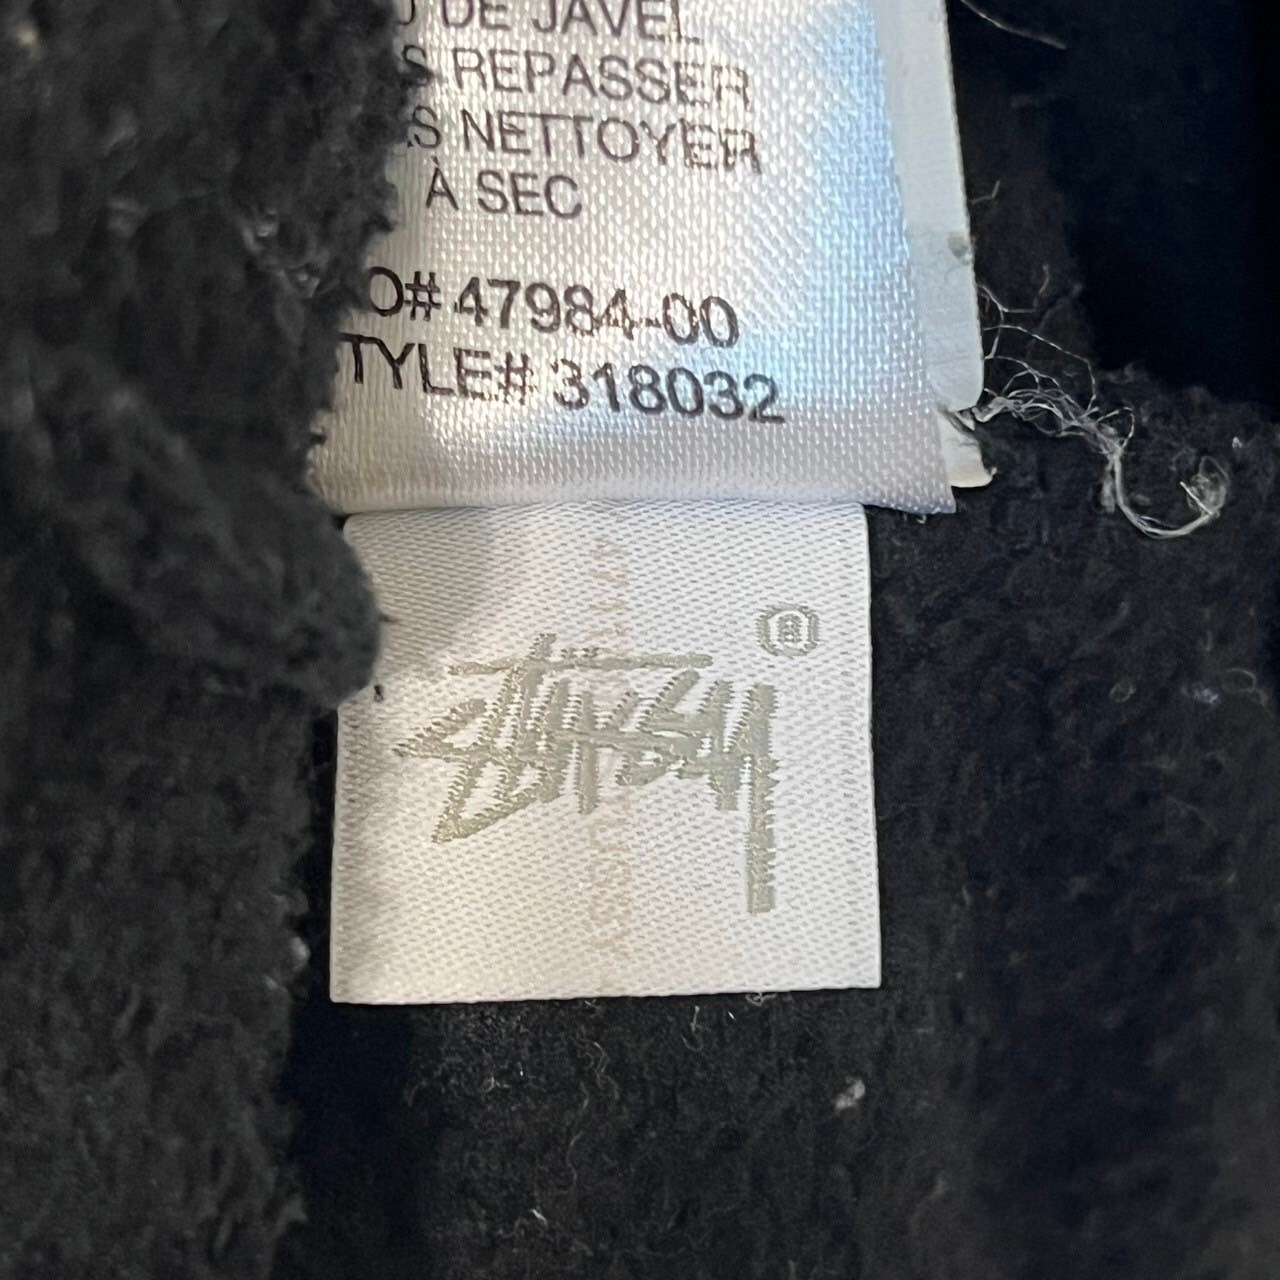 DE JAVEL
S REPASSER
S NETTOYER
À SEC
O# 47984-00
TYLE# 318032
®
Stüssy